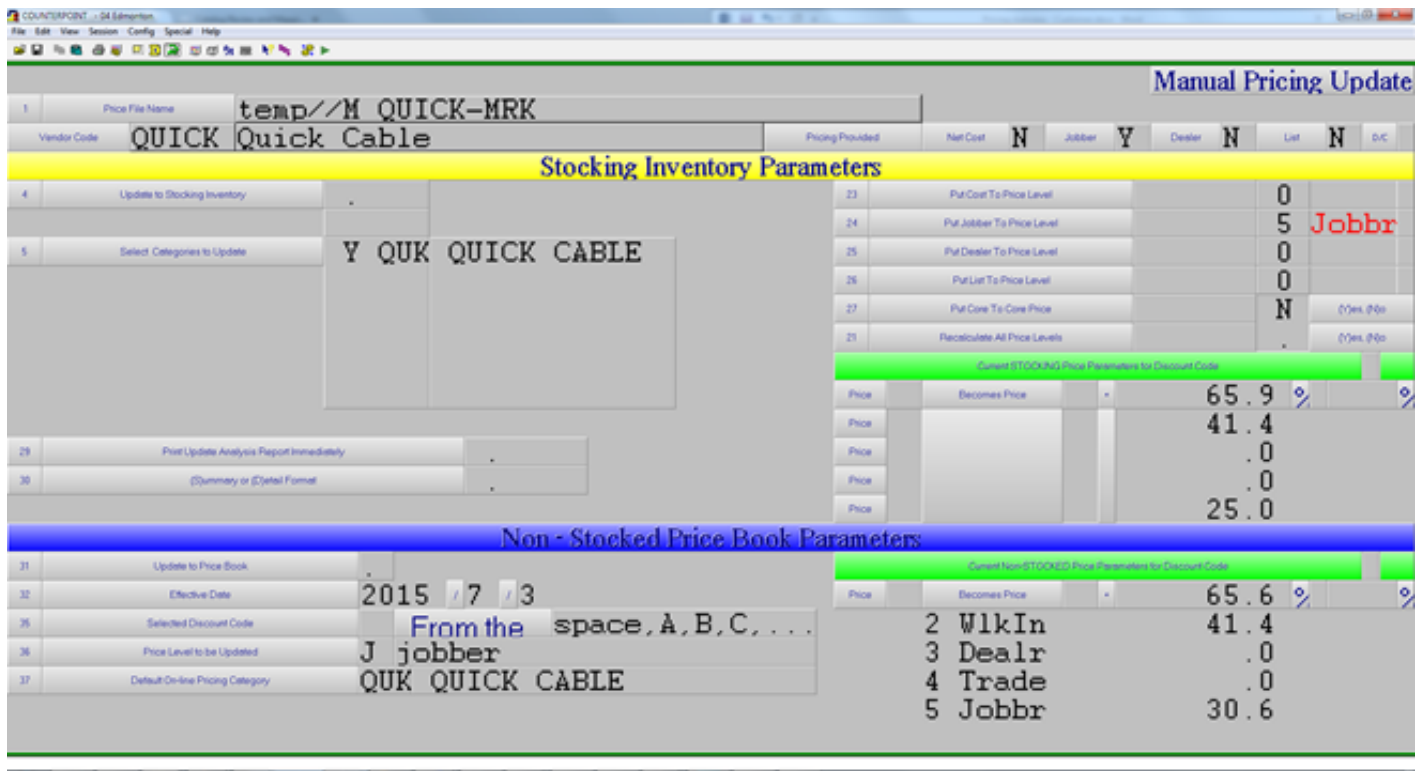 COUNTERPOINT -> 04 Edmonton
File Edit View Session Config Special Help
Manual Pricing Update
1 Price File Name temp//M QUICK-MRK
Vendor Code QUICK Quick Cable Pricing Provided Net Cost N Jobber Y Dealer N List N D/C
Stocking Inventory Parameters
4 Update to Stocking Inventory . 23 Put Cost To Price Level 0
24 Put Jobber To Price Level 5 Jobbr
5 Select Categories to Update Y QUK QUICK CABLE 25 Put Dealer To Price Level 0
26 Put List To Price Level 0
27 Put Core To Core Price N (Y)es, (N)o
21 Recalculate All Price Levels . (Y)es, (N)o
Current STOCKING Price Parameters for Discount Code
Price Becomes Price - 65.9 % %
Price 41.4
29 Print Update Analysis Report Immediately . Price .0
30 (S)ummary or (D)etail Format . Price .0
Price 25.0
Non - Stocked Price Book Parameters
31 Update to Price Book . Current Non-STOCKED Price Parameters for Discount Code
32 Effective Date 2015 / 7 / 3 Price Becomes Price - 65.6 % %
35 Selected Discount Code From the space,A,B,C,... 2 WlkIn 41.4
36 Price Level to be Updated J jobber 3 Dealr .0
37 Default On-line Pricing Category QUK QUICK CABLE 4 Trade .0
5 Jobbr 30.6